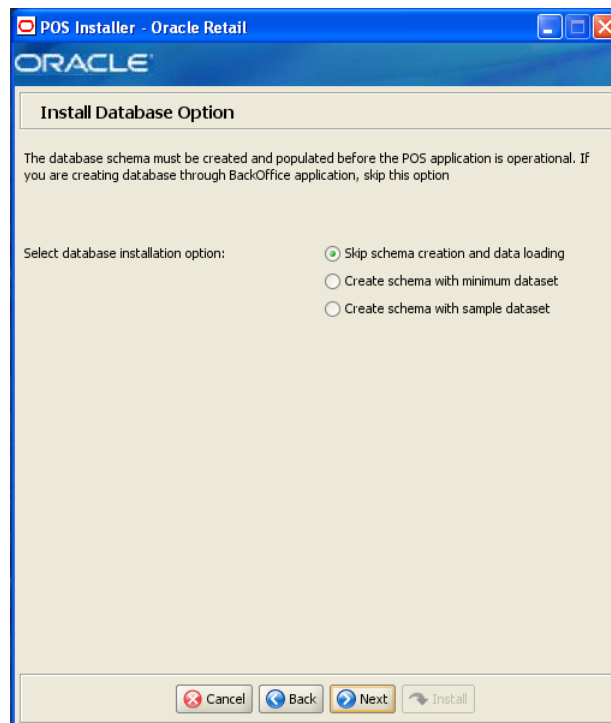 POS Installer - Oracle Retail
ORACLE
Install Database Option
The database schema must be created and populated before the POS application is operational. If
you are creating database through BackOffice application, skip this option
Select database installation option:
Skip schema creation and data loading
Create schema with minimum dataset
Create schema with sample dataset
Cancel
Back
Next
Install